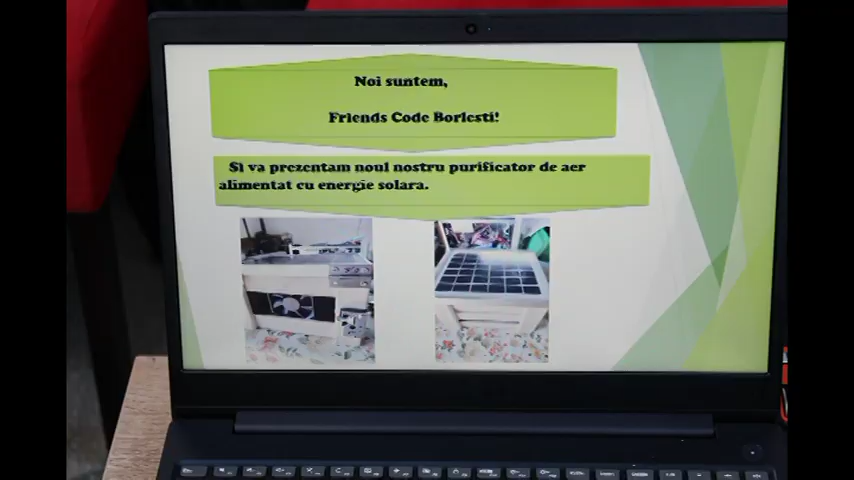 Noi suntem,
Friends Code Borlesti!
Si va prezentam noul nostru purificator de aer
alimentat cu energie solara.